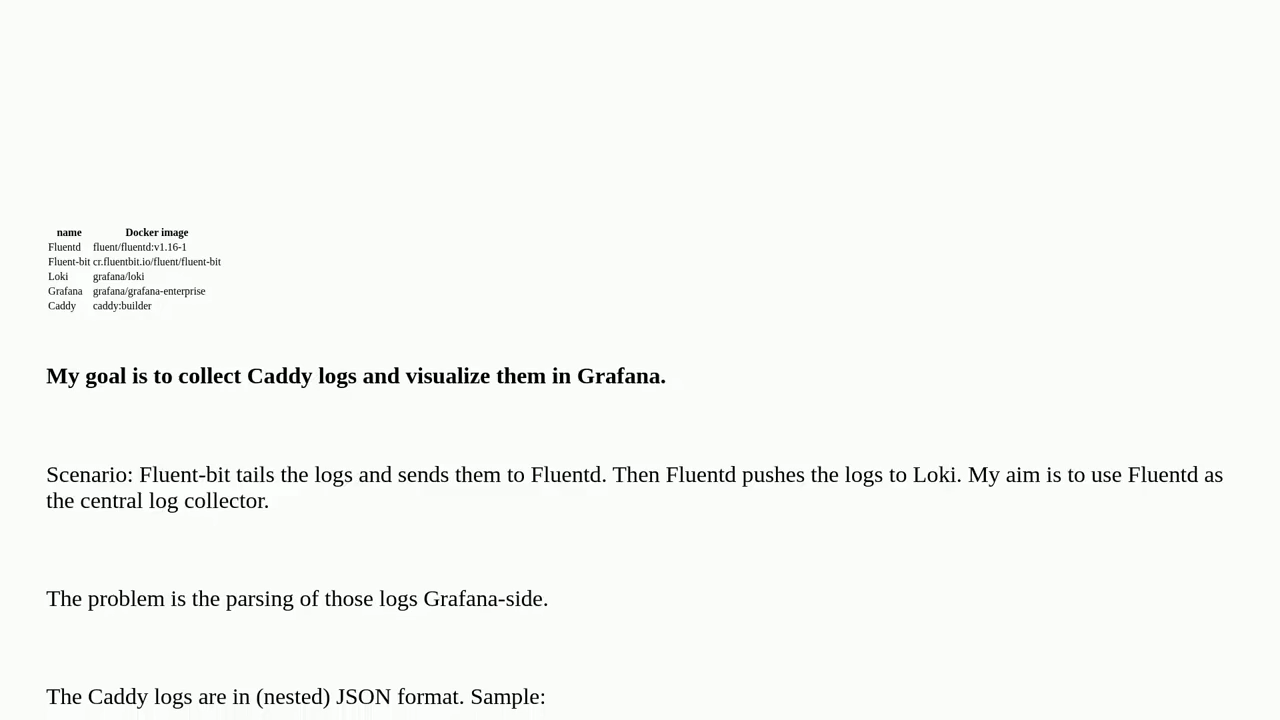 name Docker image
Fluentd fluent/fluentd:v1.16-1
Fluent-bit cr.fluentbit.io/fluent/fluent-bit
Loki grafana/loki
Grafana grafana/grafana-enterprise
Caddy caddy:builder
My goal is to collect Caddy logs and visualize them in Grafana.
Scenario: Fluent-bit tails the logs and sends them to Fluentd. Then Fluentd pushes the logs to Loki. My aim is to use Fluentd as
the central log collector.
The problem is the parsing of those logs Grafana-side.
The Caddy logs are in (nested) JSON format. Sample: